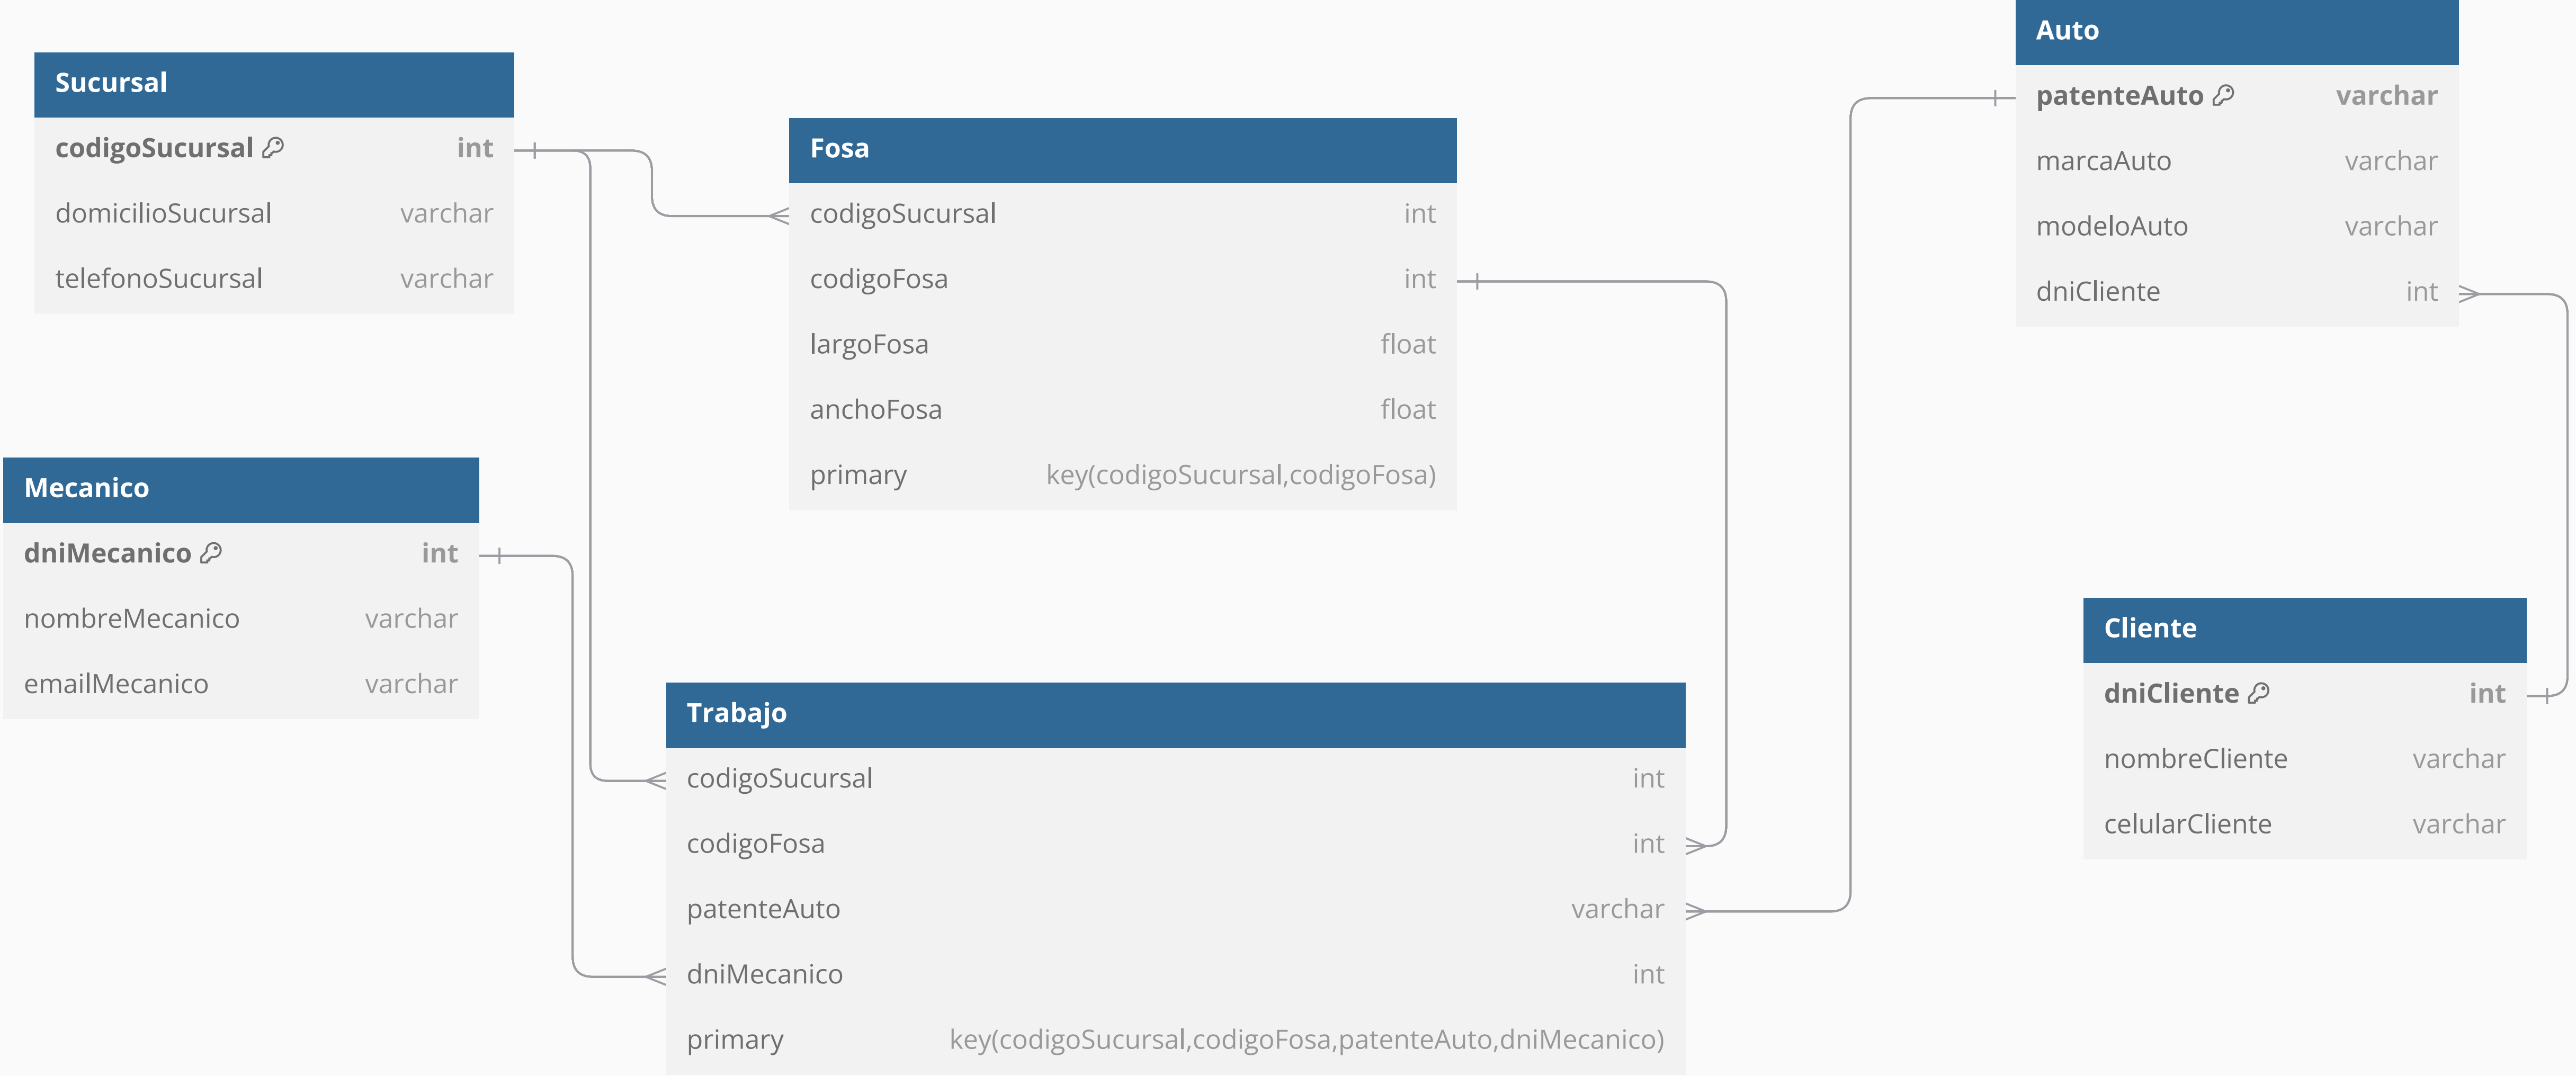 Sucursal
codigoSucursal int
domicilioSucursal varchar
telefonoSucursal varchar
Mecanico
dniMecanico int
nombreMecanico varchar
emailMecanico varchar
Fosa
codigoSucursal int
codigoFosa int
largoFosa float
anchoFosa float
primary key(codigoSucursal,codigoFosa)
Trabajo
codigoSucursal int
codigoFosa int
patenteAuto varchar
dniMecanico int
primary key(codigoSucursal,codigoFosa,patenteAuto,dniMecanico)
Auto
patenteAuto varchar
marcaAuto varchar
modeloAuto varchar
dniCliente int
Cliente
dniCliente int
nombreCliente varchar
celularCliente varchar